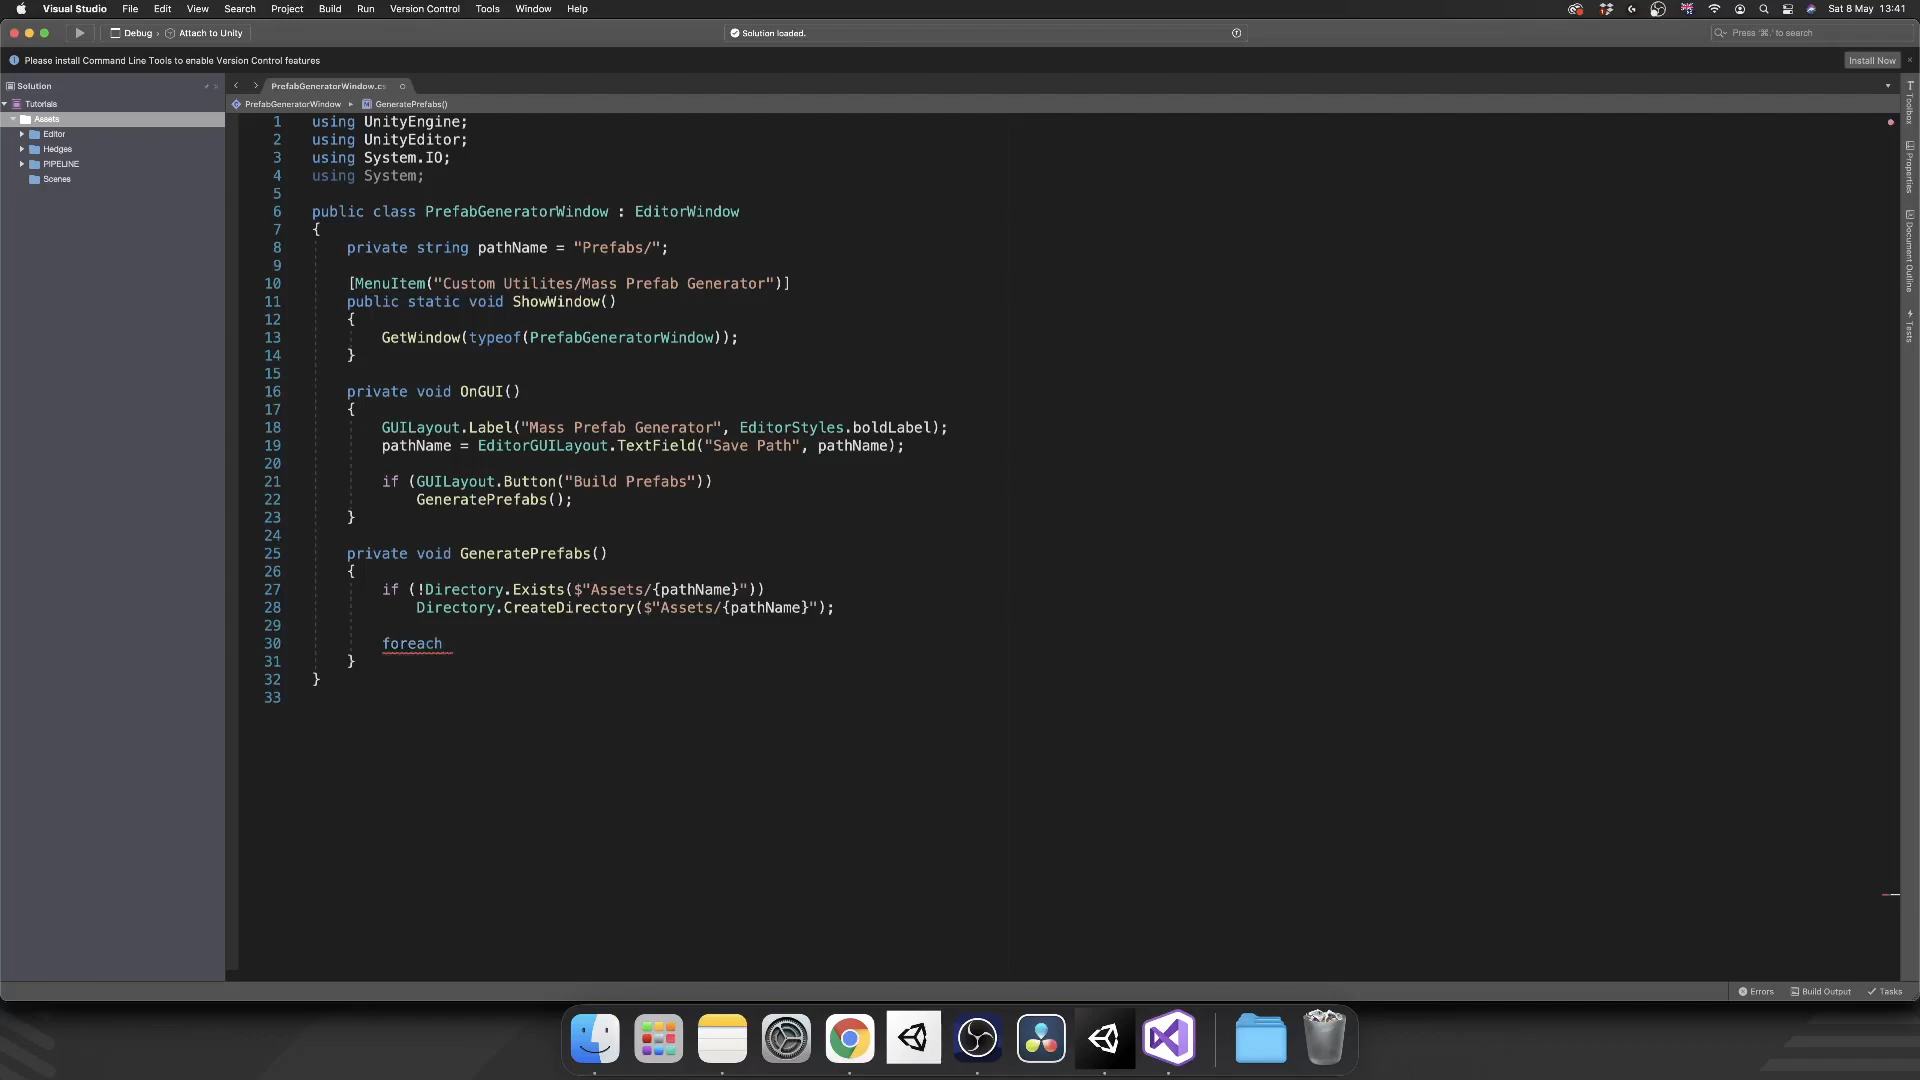 Visual Studio File Edit View Search Project Build Run Version Control Tools Window Help Sat 8 May 13:41
Debug › Attach to Unity Solution loaded. Press '⌘.' to search
Please install Command Line Tools to enable Version Control features Install Now
Solution
Tutorials
Assets
Editor
Hedges
PIPELINE
Scenes
PrefabGeneratorWindow.cs
PrefabGeneratorWindow GeneratePrefabs()
1 using UnityEngine;
2 using UnityEditor;
3 using System.IO;
4 using System;
5
6 public class PrefabGeneratorWindow : EditorWindow
7 {
8 private string pathName = "Prefabs/";
9
10 [MenuItem("Custom Utilites/Mass Prefab Generator")]
11 public static void ShowWindow()
12 {
13 GetWindow(typeof(PrefabGeneratorWindow));
14 }
15
16 private void OnGUI()
17 {
18 GUILayout.Label("Mass Prefab Generator", EditorStyles.boldLabel);
19 pathName = EditorGUILayout.TextField("Save Path", pathName);
20
21 if (GUILayout.Button("Build Prefabs"))
22 GeneratePrefabs();
23 }
24
25 private void GeneratePrefabs()
26 {
27 if (!Directory.Exists($"Assets/{pathName}"))
28 Directory.CreateDirectory($"Assets/{pathName}");
29
30 foreach
31 }
32 }
33
Toolbox
Properties
Document Outline
Tests
Errors Build Output Tasks